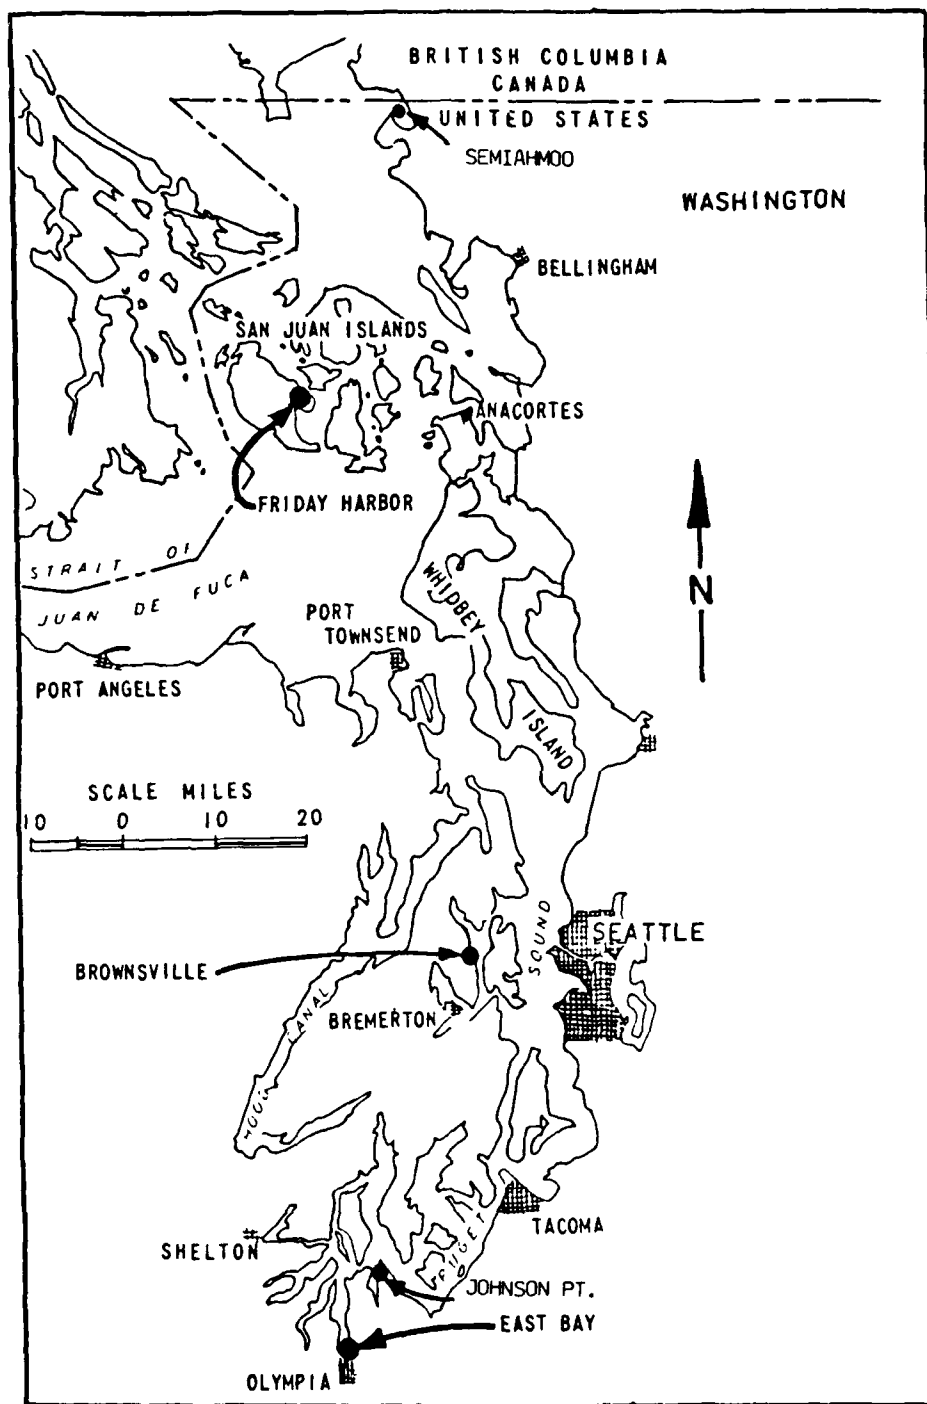 BRITISH COLUMBIA
CANADA
UNITED STATES
SEMIAHMOO
WASHINGTON
BELLINGHAM
SAN JUAN ISLANDS
ANACORTES
FRIDAY HARBOR
STRAIT OF
JUAN DE FUCA
WHIDBEY
ISLAND
N
PORT
TOWNSEND
PORT ANGELES
SCALE MILES
10 0 10 20
SOUND
SEATTLE
BROWNSVILLE
BREMERTON
HOOD CANAL
TACOMA
PUGET
SHELTON
JOHNSON PT.
EAST BAY
OLYMPIA